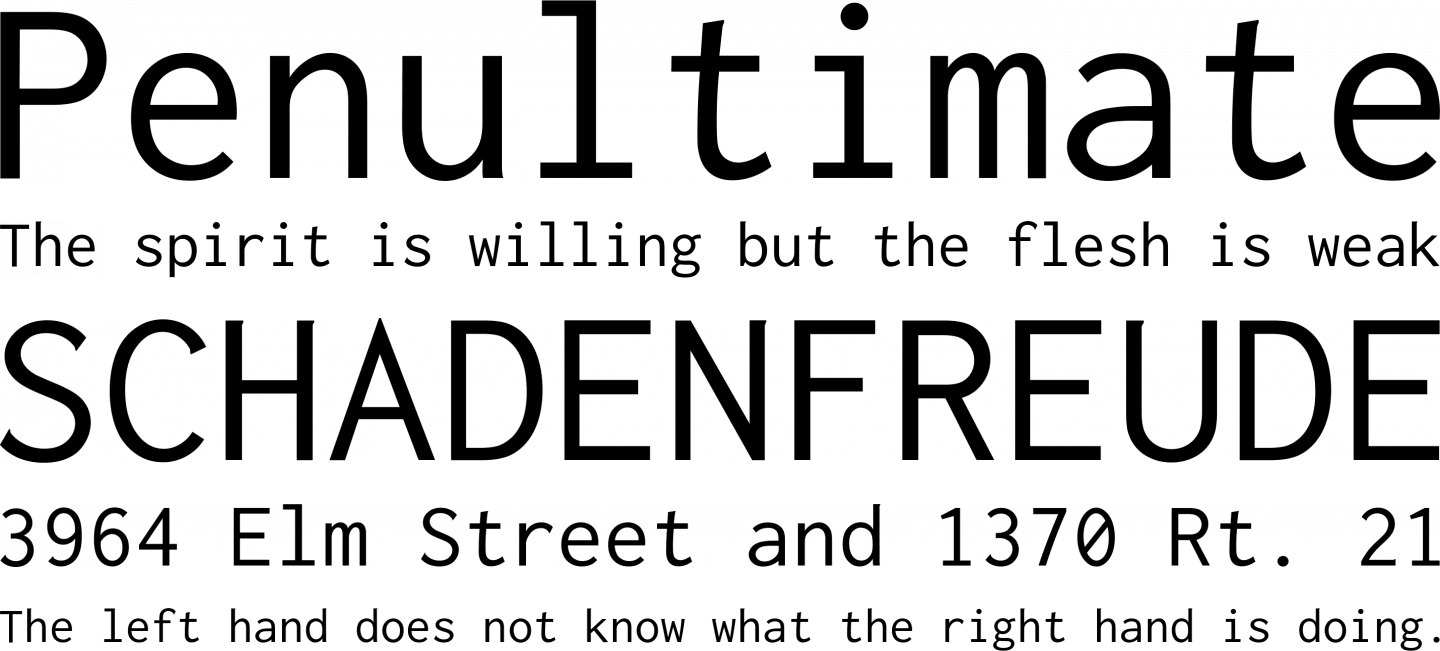 Penultimate
The spirit is willing but the flesh is weak
SCHADENFREUDE
3964 Elm Street and 1370 Rt. 21
The left hand does not know what the right hand is doing.